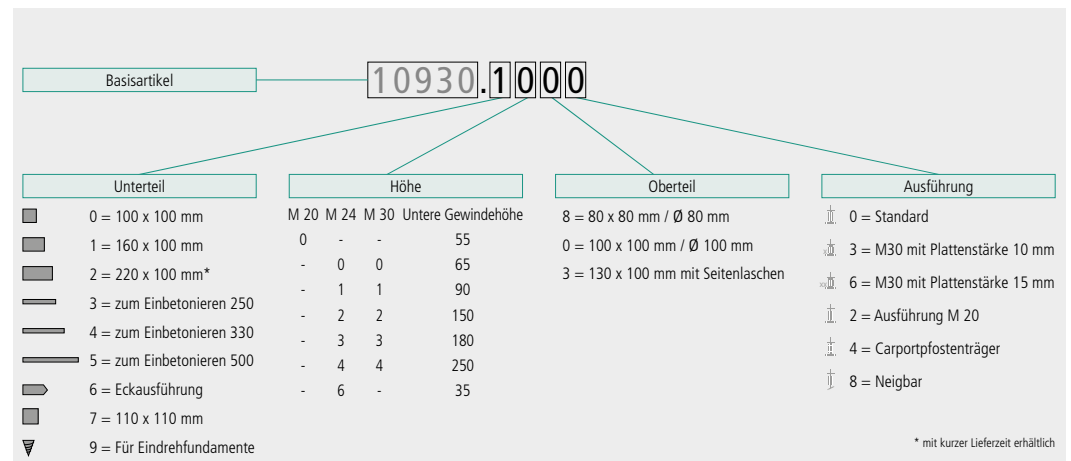 Basisartikel
10930.1000
Unterteil
0 = 100 x 100 mm
1 = 160 x 100 mm
2 = 220 x 100 mm*
3 = zum Einbetonieren 250
4 = zum Einbetonieren 330
5 = zum Einbetonieren 500
6 = Eckausführung
7 = 110 x 110 mm
9 = Für Eindrehfundamente
Höhe
M 20 M 24 M 30 Untere Gewindehöhe
0 - - 55
- 0 0 65
- 1 1 90
- 2 2 150
- 3 3 180
- 4 4 250
- 6 - 35
Oberteil
8 = 80 x 80 mm / Ø 80 mm
0 = 100 x 100 mm / Ø 100 mm
3 = 130 x 100 mm mit Seitenlaschen
Ausführung
0 = Standard
3 = M30 mit Plattenstärke 10 mm
6 = M30 mit Plattenstärke 15 mm
2 = Ausführung M 20
4 = Carportpfostenträger
8 = Neigbar
* mit kurzer Lieferzeit erhältlich